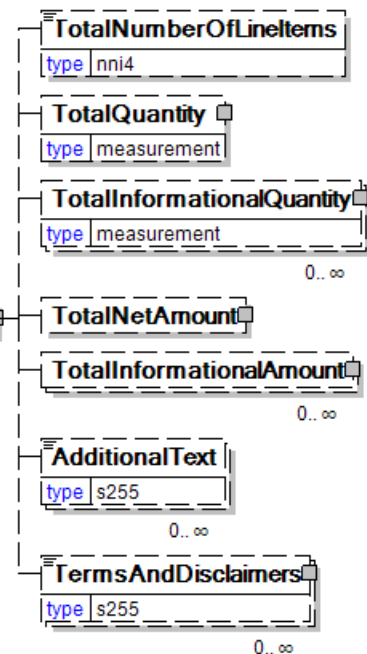 TotalNumberOfLineItems
type nni4
TotalQuantity
type measurement
TotalInformationalQuantity
type measurement
0.. ∞
TotalNetAmount
TotalInformationalAmount
0.. ∞
AdditionalText
type s255
0.. ∞
TermsAndDisclaimers
type s255
0.. ∞